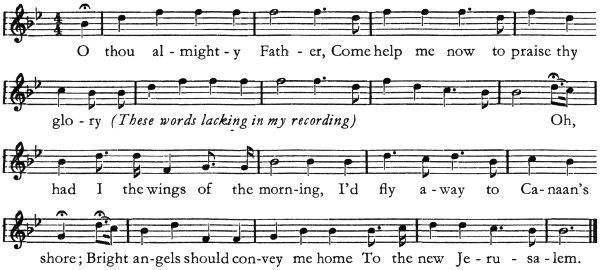 O thou al-might-y Fath-er, Come help me now to praise thy
glo-ry (These words lacking in my recording) Oh,
had I the wings of the morn-ing, I'd fly a-way to Ca-naan's
shore; Bright an-gels should con-vey me home To the new Je-ru-sa-lem.